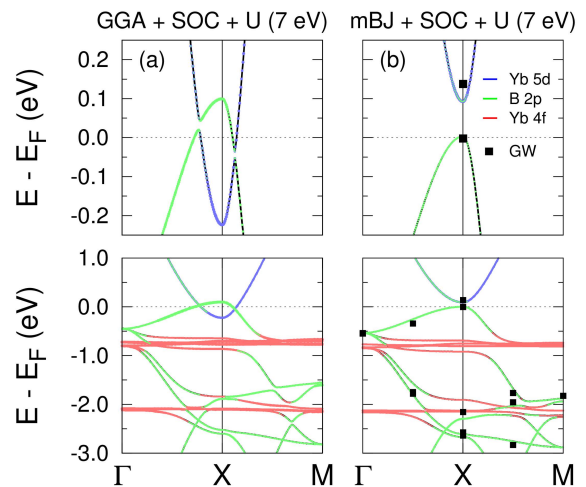 GGA + SOC + U (7 eV) mBJ + SOC + U (7 eV)
(a) (b)
E - E_F (eV)
0.2
0.1
0.0
-0.1
-0.2
Yb 5d
B 2p
Yb 4f
GW
E - E_F (eV)
1.0
0.0
-1.0
-2.0
-3.0
Γ X M Γ X M